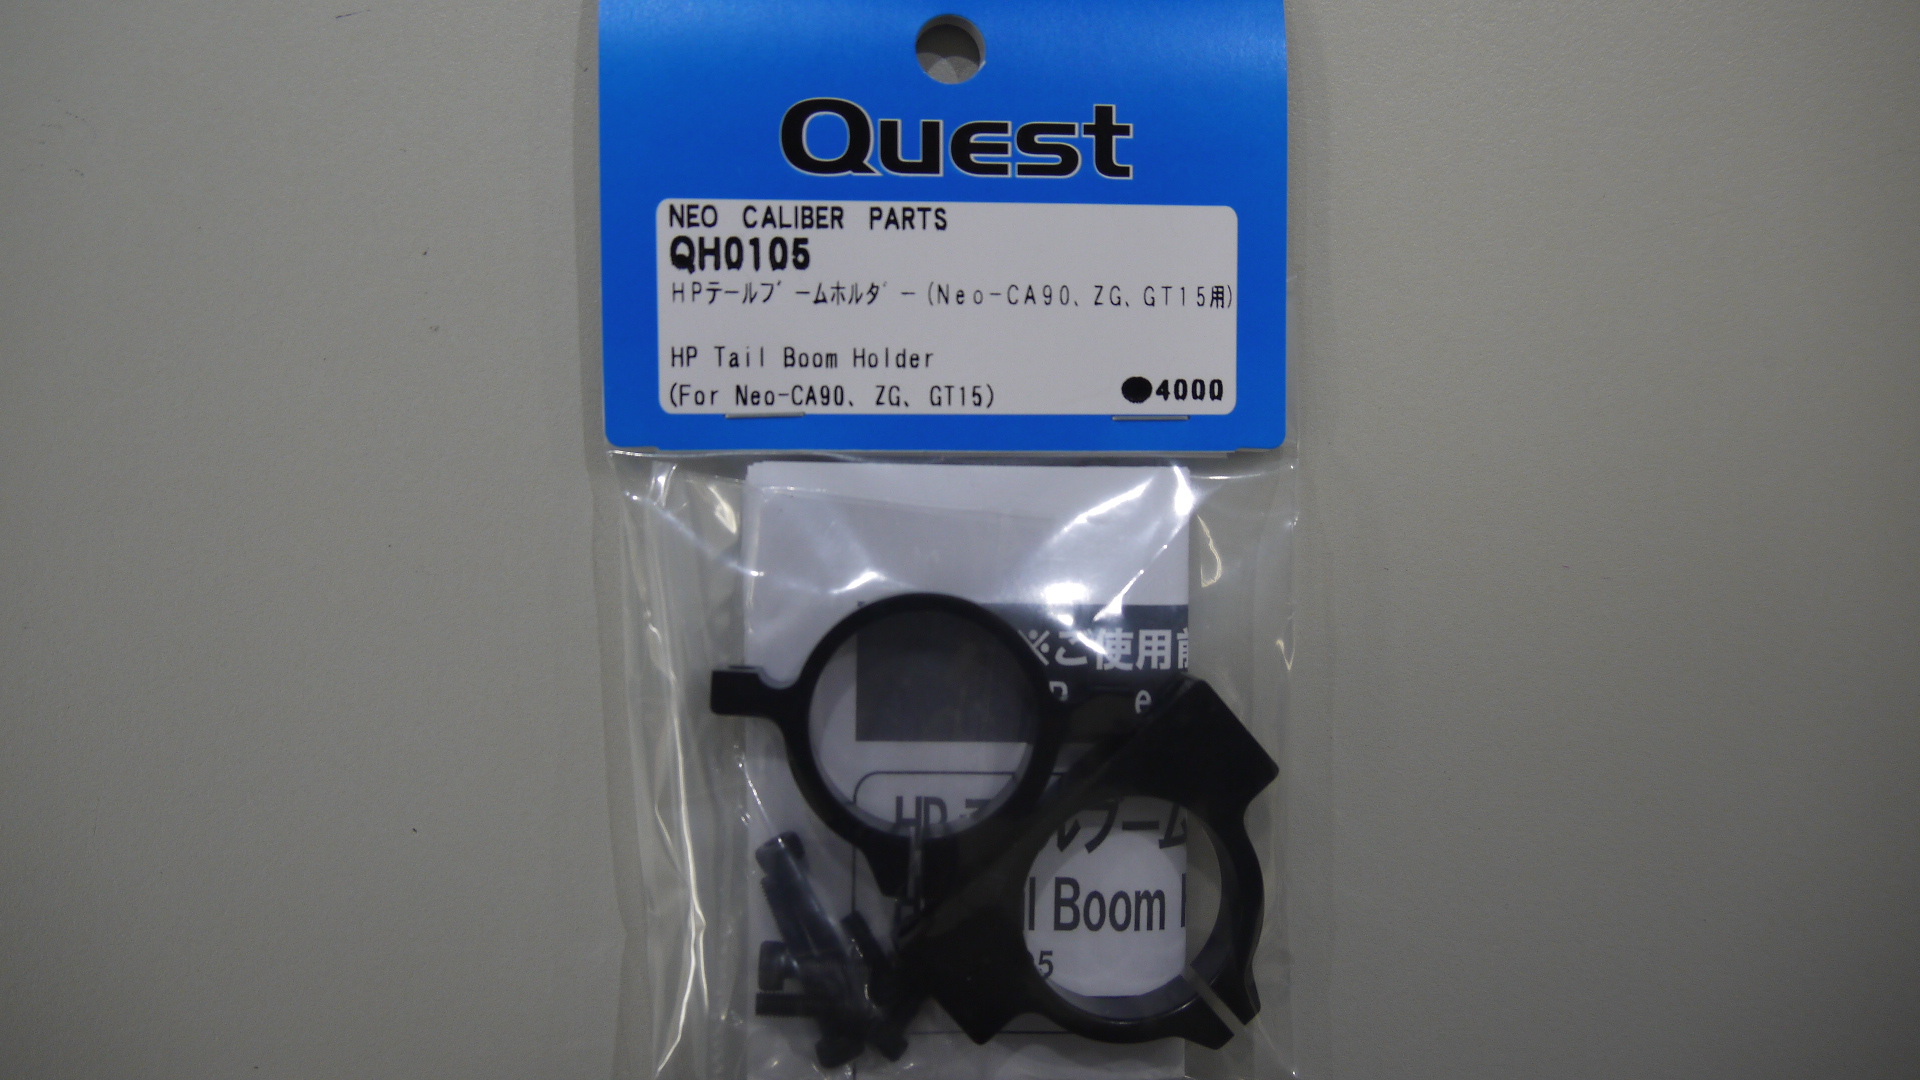 Quest
NEO CALIBER PARTS
QH0105
HPテールブームホルダー(Neo-CA90、ZG、GT15用)
HP Tail Boom Holder
(For Neo-CA90、ZG、GT15)
●4000
※ご使用前
HP
ルブーム
Boom